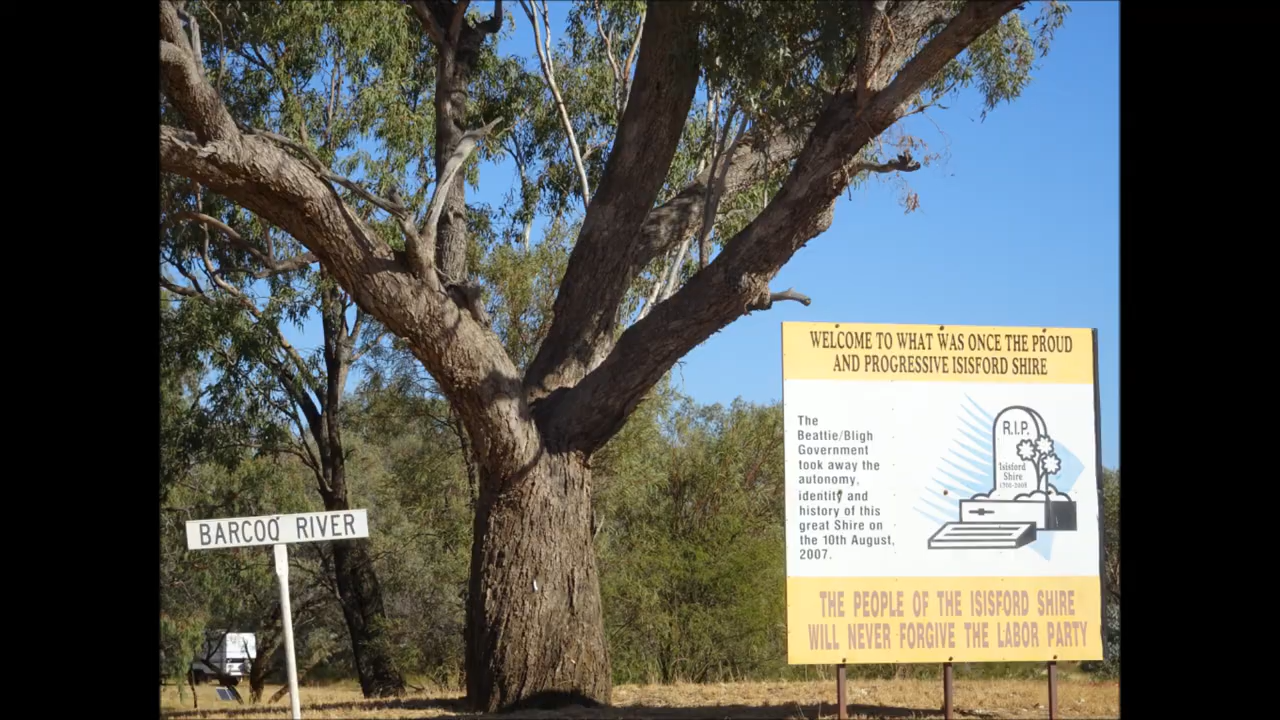 BARCOO RIVER
WELCOME TO WHAT WAS ONCE THE PROUD
AND PROGRESSIVE ISISFORD SHIRE
The
Beattie/Bligh
Government
took away the
autonomy,
identity and
history of this
great Shire on
the 10th August,
2007.
R.I.P.
Isisford
Shire
THE PEOPLE OF THE ISISFORD SHIRE
WILL NEVER FORGIVE THE LABOR PARTY